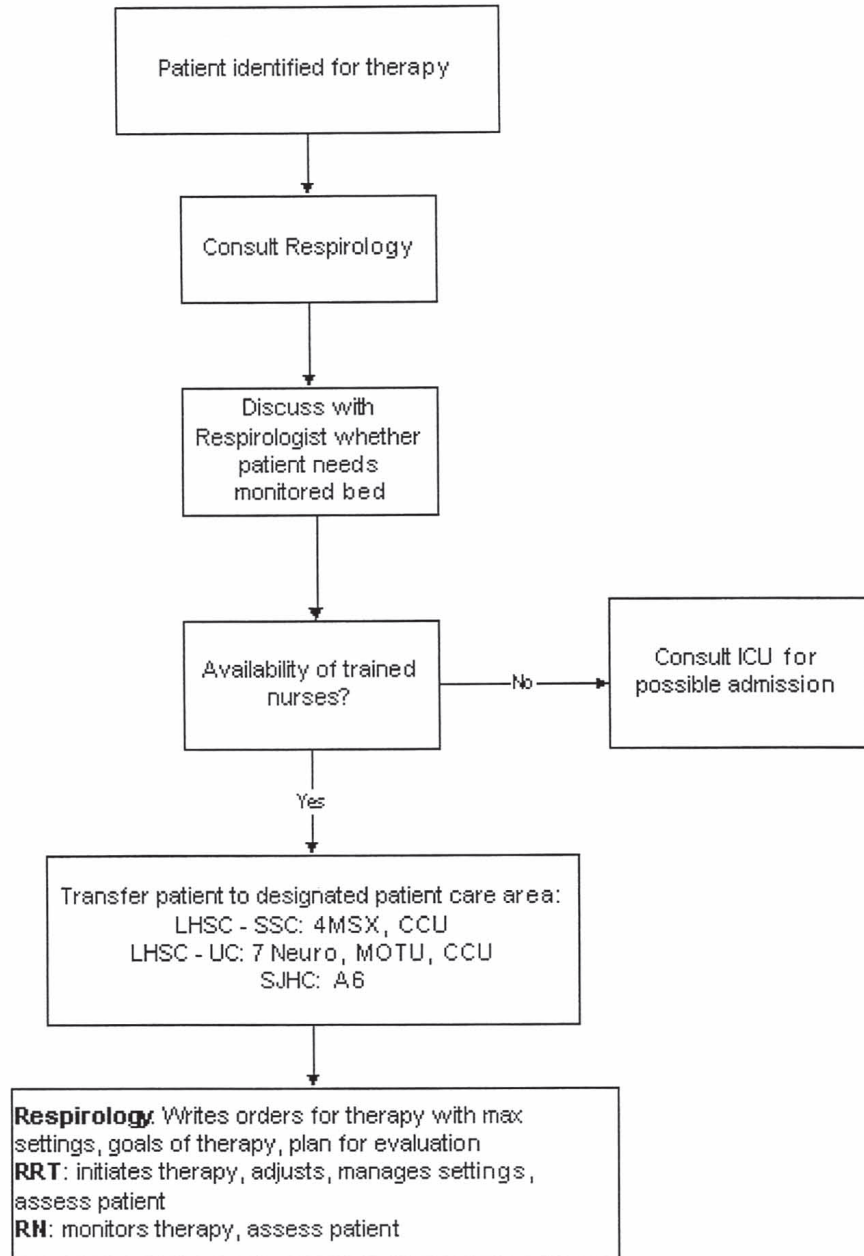 Patient identified for therapy
Consult Respirology
Discuss with
Respirologist whether
patient needs
monitored bed
Availability of trained
nurses?
No
Consult ICU for
possible admission
Yes
Transfer patient to designated patient care area:
LHSC - SSC: 4MSX, CCU
LHSC - UC: 7 Neuro, MOTU, CCU
SJHC: A6
Respirology: Writes orders for therapy with max
settings, goals of therapy, plan for evaluation
RRT: initiates therapy, adjusts, manages settings,
assess patient
RN: monitors therapy, assess patient